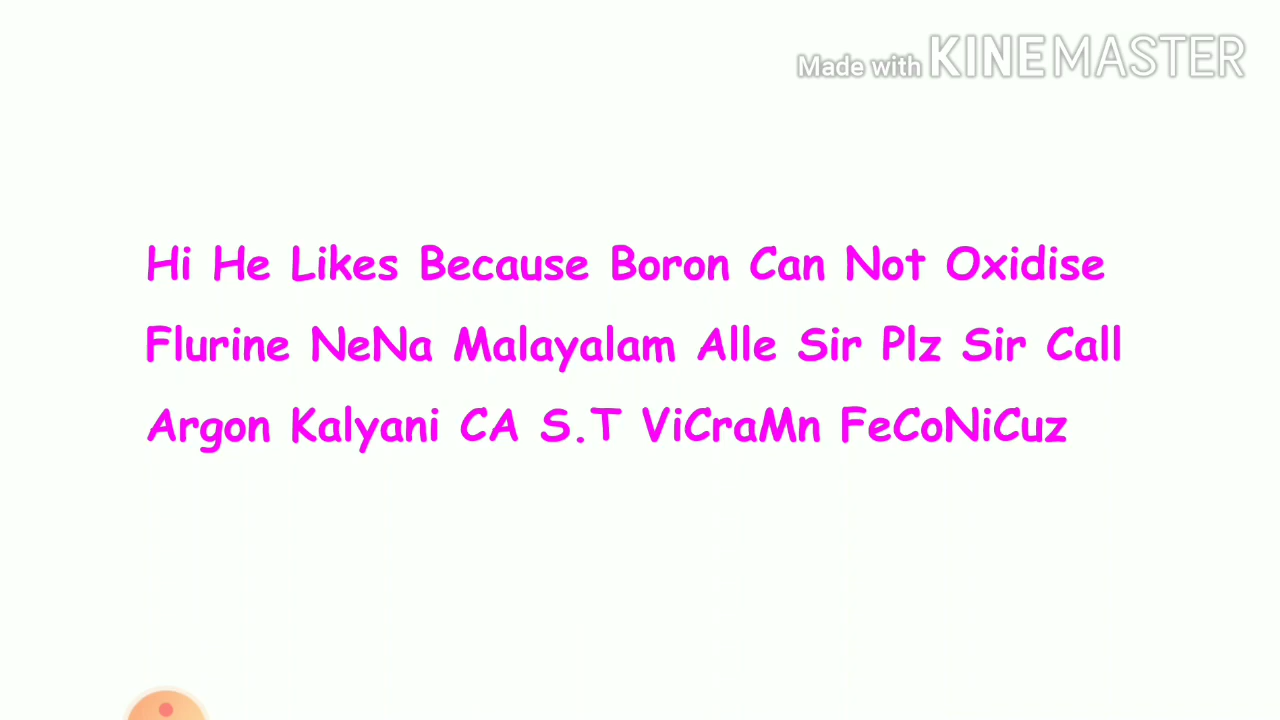 Made with KINEMASTER
Hi He Likes Because Boron Can Not Oxidise
Flurine NeNa Malayalam Alle Sir Plz Sir Call
Argon Kalyani CA S.T ViCraMn FeCoNiCuz